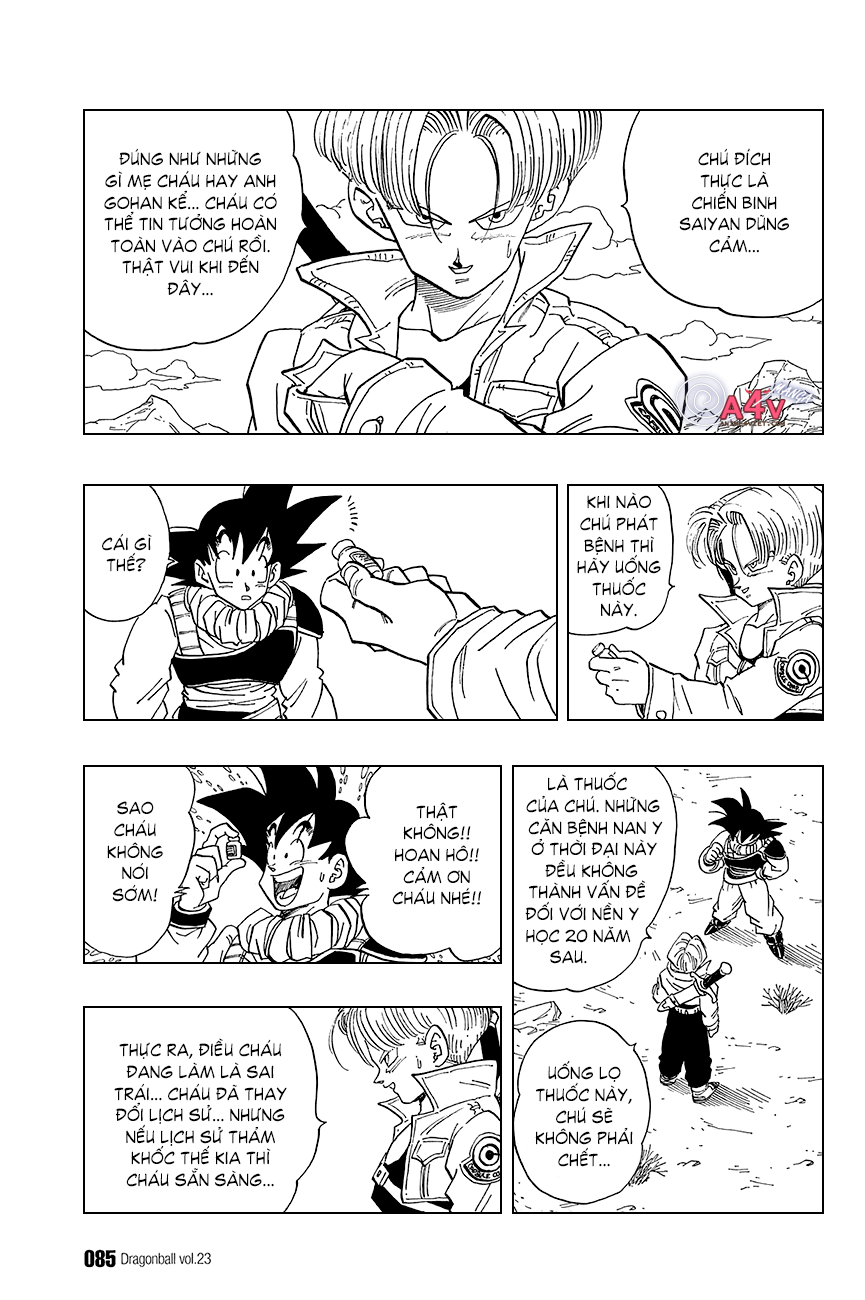 CHÚ ĐÍCH
THỰC LÀ
CHIẾN BINH
SAIYAN DŨNG
CẢM...
ĐÚNG NHƯ NHỮNG
GÌ MẸ CHÁU HAY ANH
GOHAN KỂ... CHÁU CÓ
THỂ TIN TƯỞNG HOÀN
TOÀN VÀO CHÚ RỒI.
THẬT VUI KHI ĐẾN
ĐÂY...
A4V
KHI NÀO
CHÚ PHÁT
BỆNH THÌ
HÃY UỐNG
THUỐC
NÀY.
CÁI GÌ
THẾ?
LÀ THUỐC
CỦA CHÚ. NHỮNG
CĂN BỆNH NAN Y
Ở THỜI ĐẠI NÀY
ĐỀU KHÔNG
THÀNH VẤN ĐỀ
ĐỐI VỚI NỀN Y
HỌC 20 NĂM
SAU.
UỐNG LỌ
THUỐC NÀY,
CHÚ SẼ
KHÔNG PHẢI
CHẾT...
THẬT
KHÔNG!!
HOAN HÔ!!
CẢM ƠN
CHÁU NHÉ!!
SAO
CHÁU
KHÔNG
NÓI
SỚM!
THỰC RA, ĐIỀU CHÁU
ĐANG LÀM LÀ SAI
TRÁI... CHÁU ĐÃ THAY
ĐỔI LỊCH SỬ... NHƯNG
NẾU LỊCH SỬ THẢM
KHỐC THẾ KIA THÌ
CHÁU SẴN SÀNG...
085 Dragonball vol.23